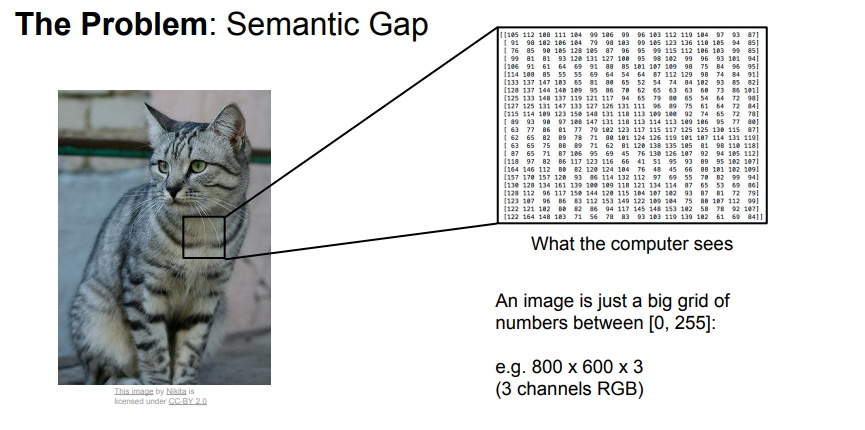 The Problem: Semantic Gap
[[105 112 108 111 104 99 106 99 96 103 112 119 104 97 93 87]
[ 91 98 102 106 104 79 98 103 99 105 123 136 110 105 94 85]
[ 76 85 90 105 128 105 87 96 95 99 115 112 106 103 99 85]
[ 99 81 81 93 120 131 127 100 95 98 102 99 96 93 101 94]
[106 91 61 64 69 91 88 85 101 107 109 98 75 84 96 95]
[114 108 85 55 55 69 64 54 64 87 112 129 98 74 84 91]
[133 137 147 103 65 81 80 65 52 54 74 84 102 93 85 82]
[128 137 144 140 109 95 86 70 62 65 63 63 60 73 86 101]
[125 133 148 137 119 121 117 94 65 79 80 65 54 64 72 98]
[127 125 131 147 133 127 126 131 111 96 89 75 61 64 72 84]
[115 114 109 123 150 148 131 118 113 109 100 92 74 65 72 78]
[ 89 93 90 97 108 147 131 118 113 114 113 109 106 95 77 80]
[ 63 77 86 81 77 79 102 123 117 115 117 125 125 130 115 87]
[ 62 65 82 89 78 71 80 101 124 126 119 101 107 114 131 119]
[ 63 65 75 88 89 71 62 81 120 138 135 105 81 98 110 118]
[ 87 65 71 87 106 95 69 45 76 130 126 107 92 94 105 112]
[118 97 82 86 117 123 116 66 41 51 95 93 89 95 102 107]
[164 146 112 80 82 120 124 104 76 48 45 66 88 101 102 109]
[157 170 157 120 93 86 114 132 112 97 69 55 70 82 99 94]
[130 128 134 161 139 100 109 118 121 134 114 87 65 53 69 86]
[128 112 96 117 150 144 120 115 104 107 102 93 87 81 72 79]
[123 107 96 86 83 112 153 149 122 109 104 75 80 107 112 99]
[122 121 102 80 82 86 94 117 145 148 153 102 58 78 92 107]
[122 164 148 103 71 56 78 83 93 103 119 139 102 61 69 84]]
What the computer sees
An image is just a big grid of
numbers between [0, 255]:
e.g. 800 x 600 x 3
(3 channels RGB)
This image by Nikita is
licensed under CC-BY 2.0